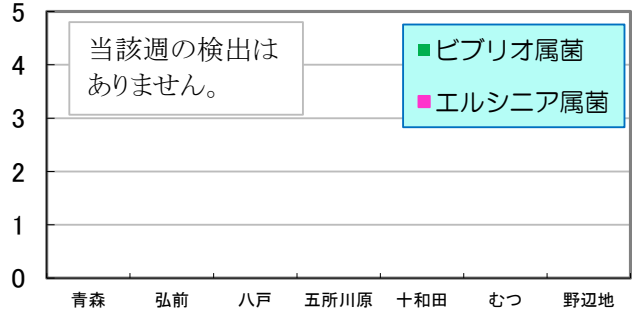 5
4
3
2
1
0
当該週の検出は
ありません。
ビブリオ属菌
エルシニア属菌
青森 弘前 八戸 五所川原 十和田 むつ 野辺地